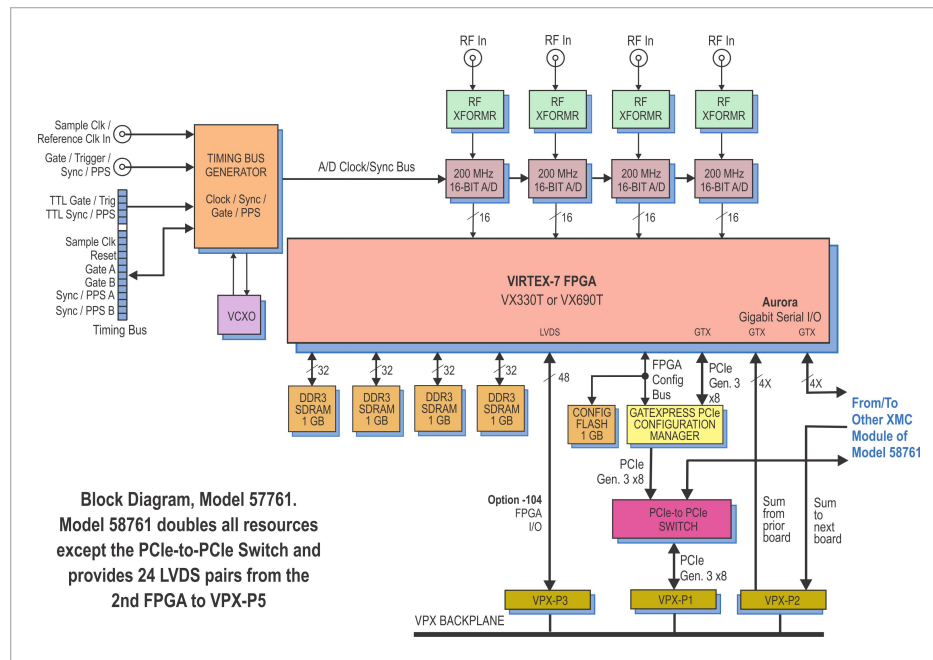 RF In RF In RF In RF In
RF XFORMR
RF XFORMR
RF XFORMR
RF XFORMR
Sample Clk /
Reference Clk In
Gate / Trigger /
Sync / PPS
TIMING BUS
GENERATOR
Clock / Sync /
Gate / PPS
A/D Clock/Sync Bus
200 MHz
16-BIT A/D
200 MHz
16-BIT A/D
200 MHz
16-BIT A/D
200 MHz
16-BIT A/D
TTL Gate / Trig
TTL Sync / PPS
Sample Clk
Reset
Gate A
Gate B
Sync / PPS A
Sync / PPS B
Timing Bus
VCXO
16 16 16 16
VIRTEX-7 FPGA
VX330T or VX690T
Aurora
Gigabit Serial I/O
LVDS GTX GTX GTX
32 32 32 32 48
FPGA
Config
Bus
PCIe
Gen. 3
x8
4X 4X
DDR3
SDRAM
1 GB
DDR3
SDRAM
1 GB
DDR3
SDRAM
1 GB
DDR3
SDRAM
1 GB
CONFIG
FLASH
1 GB
GATEXPRESS PCIe
CONFIGURATION
MANAGER
From/To
Other XMC
Module of
Model 58761
PCIe
Gen. 3 x8
Option -104
FPGA
I/O
PCIe-to PCIe
SWITCH
Sum
from
prior
board
Sum
to
next
board
PCIe
Gen. 3 x8
Block Diagram, Model 57761.
Model 58761 doubles all resources
except the PCIe-to-PCIe Switch and
provides 24 LVDS pairs from the
2nd FPGA to VPX-P5
VPX-P3 VPX-P1 VPX-P2
VPX BACKPLANE